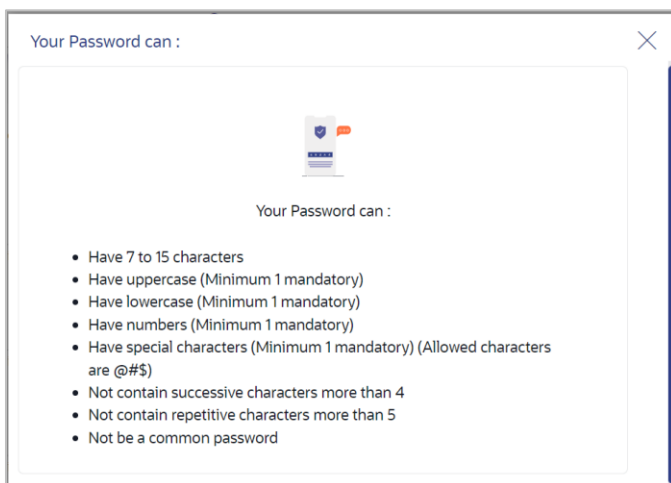 Your Password can :
Your Password can :
• Have 7 to 15 characters
• Have uppercase (Minimum 1 mandatory)
• Have lowercase (Minimum 1 mandatory)
• Have numbers (Minimum 1 mandatory)
• Have special characters (Minimum 1 mandatory) (Allowed characters
are @#$)
• Not contain successive characters more than 4
• Not contain repetitive characters more than 5
• Not be a common password